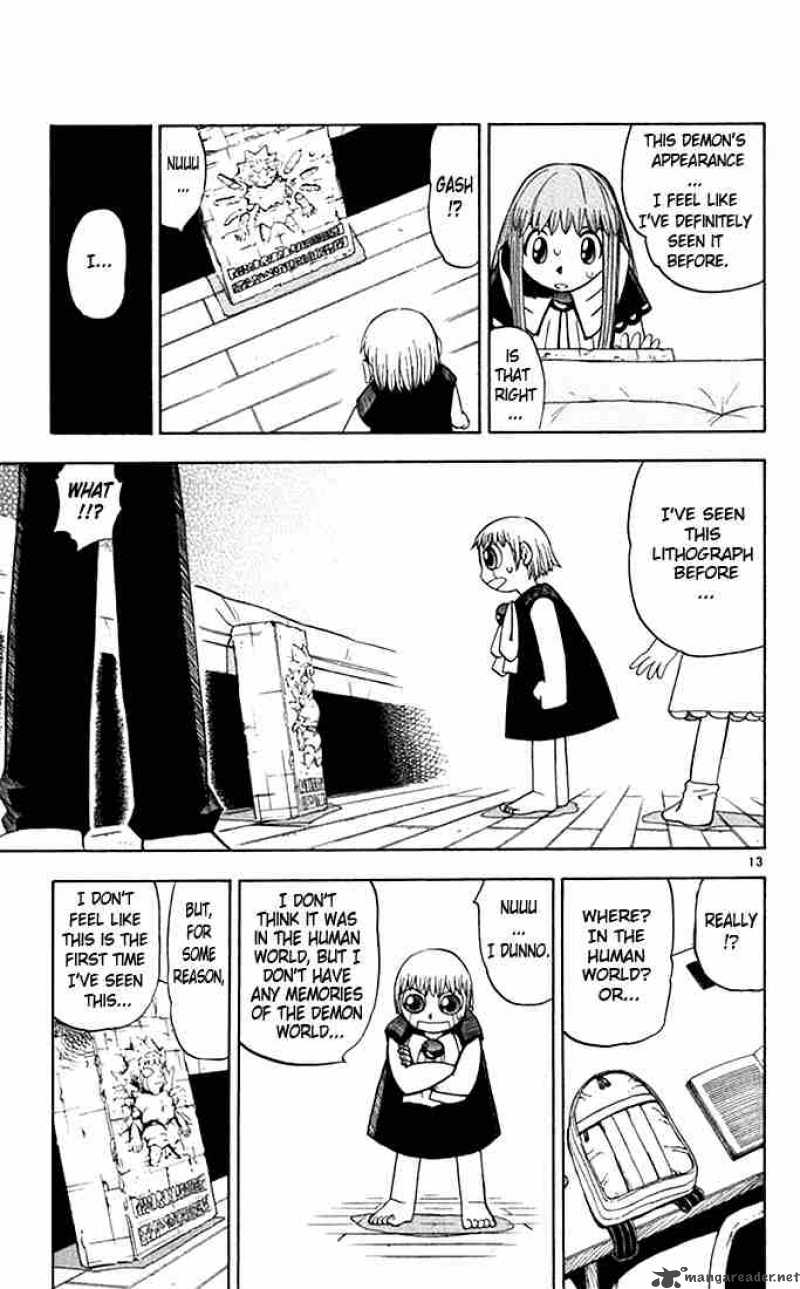 THIS DEMON'S
APPEARANCE
...
I FEEL LIKE
I'VE DEFINITELY
SEEN IT
BEFORE.
IS
THAT
RIGHT
...
GASH
!?
NUUU
...
I...
I'VE SEEN
THIS
LITHOGRAPH
BEFORE
...
WHAT
!!?
13
REALLY
!?
WHERE?
IN THE
HUMAN
WORLD?
OR...
NUUU
...
I DUNNO.
I DON'T
THINK IT WAS
IN THE HUMAN
WORLD, BUT I
DON'T HAVE
ANY MEMORIES
OF THE DEMON
WORLD...
BUT,
FOR
SOME
REASON,
I DON'T
FEEL LIKE
THIS IS THE
FIRST TIME
I'VE SEEN
THIS...
mangareader.net